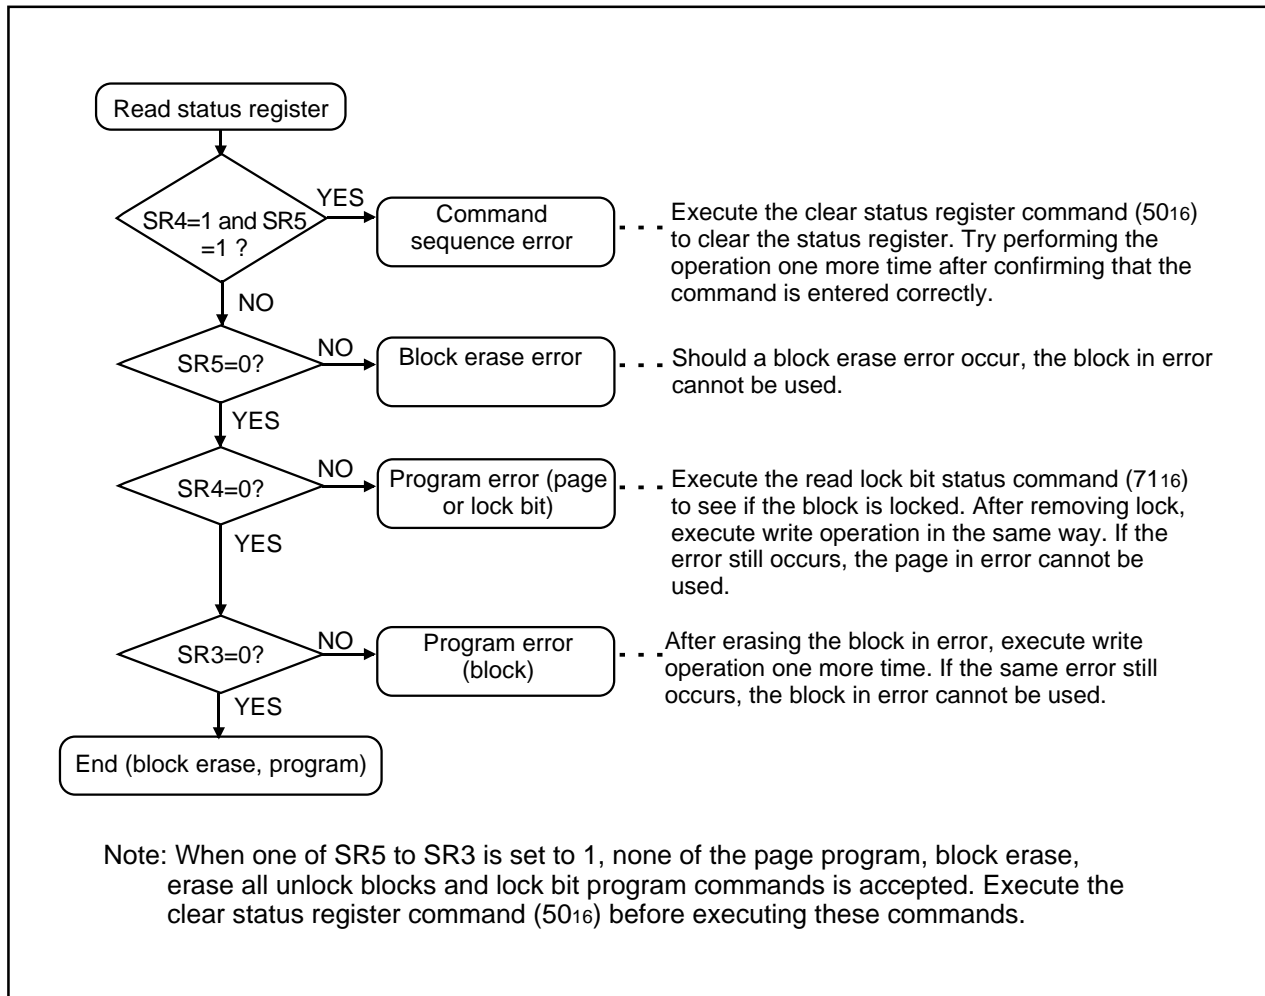 Read status register
SR4=1 and SR5
=1 ?
YES
Command
sequence error
Execute the clear status register command (5016)
to clear the status register. Try performing the
operation one more time after confirming that the
command is entered correctly.
NO
SR5=0?
NO
Block erase error
Should a block erase error occur, the block in error
cannot be used.
YES
SR4=0?
NO
Program error (page
or lock bit)
Execute the read lock bit status command (7116)
to see if the block is locked. After removing lock,
execute write operation in the same way. If the
error still occurs, the page in error cannot be
used.
YES
SR3=0?
NO
Program error
(block)
After erasing the block in error, execute write
operation one more time. If the same error still
occurs, the block in error cannot be used.
YES
End (block erase, program)
Note: When one of SR5 to SR3 is set to 1, none of the page program, block erase,
erase all unlock blocks and lock bit program commands is accepted. Execute the
clear status register command (5016) before executing these commands.